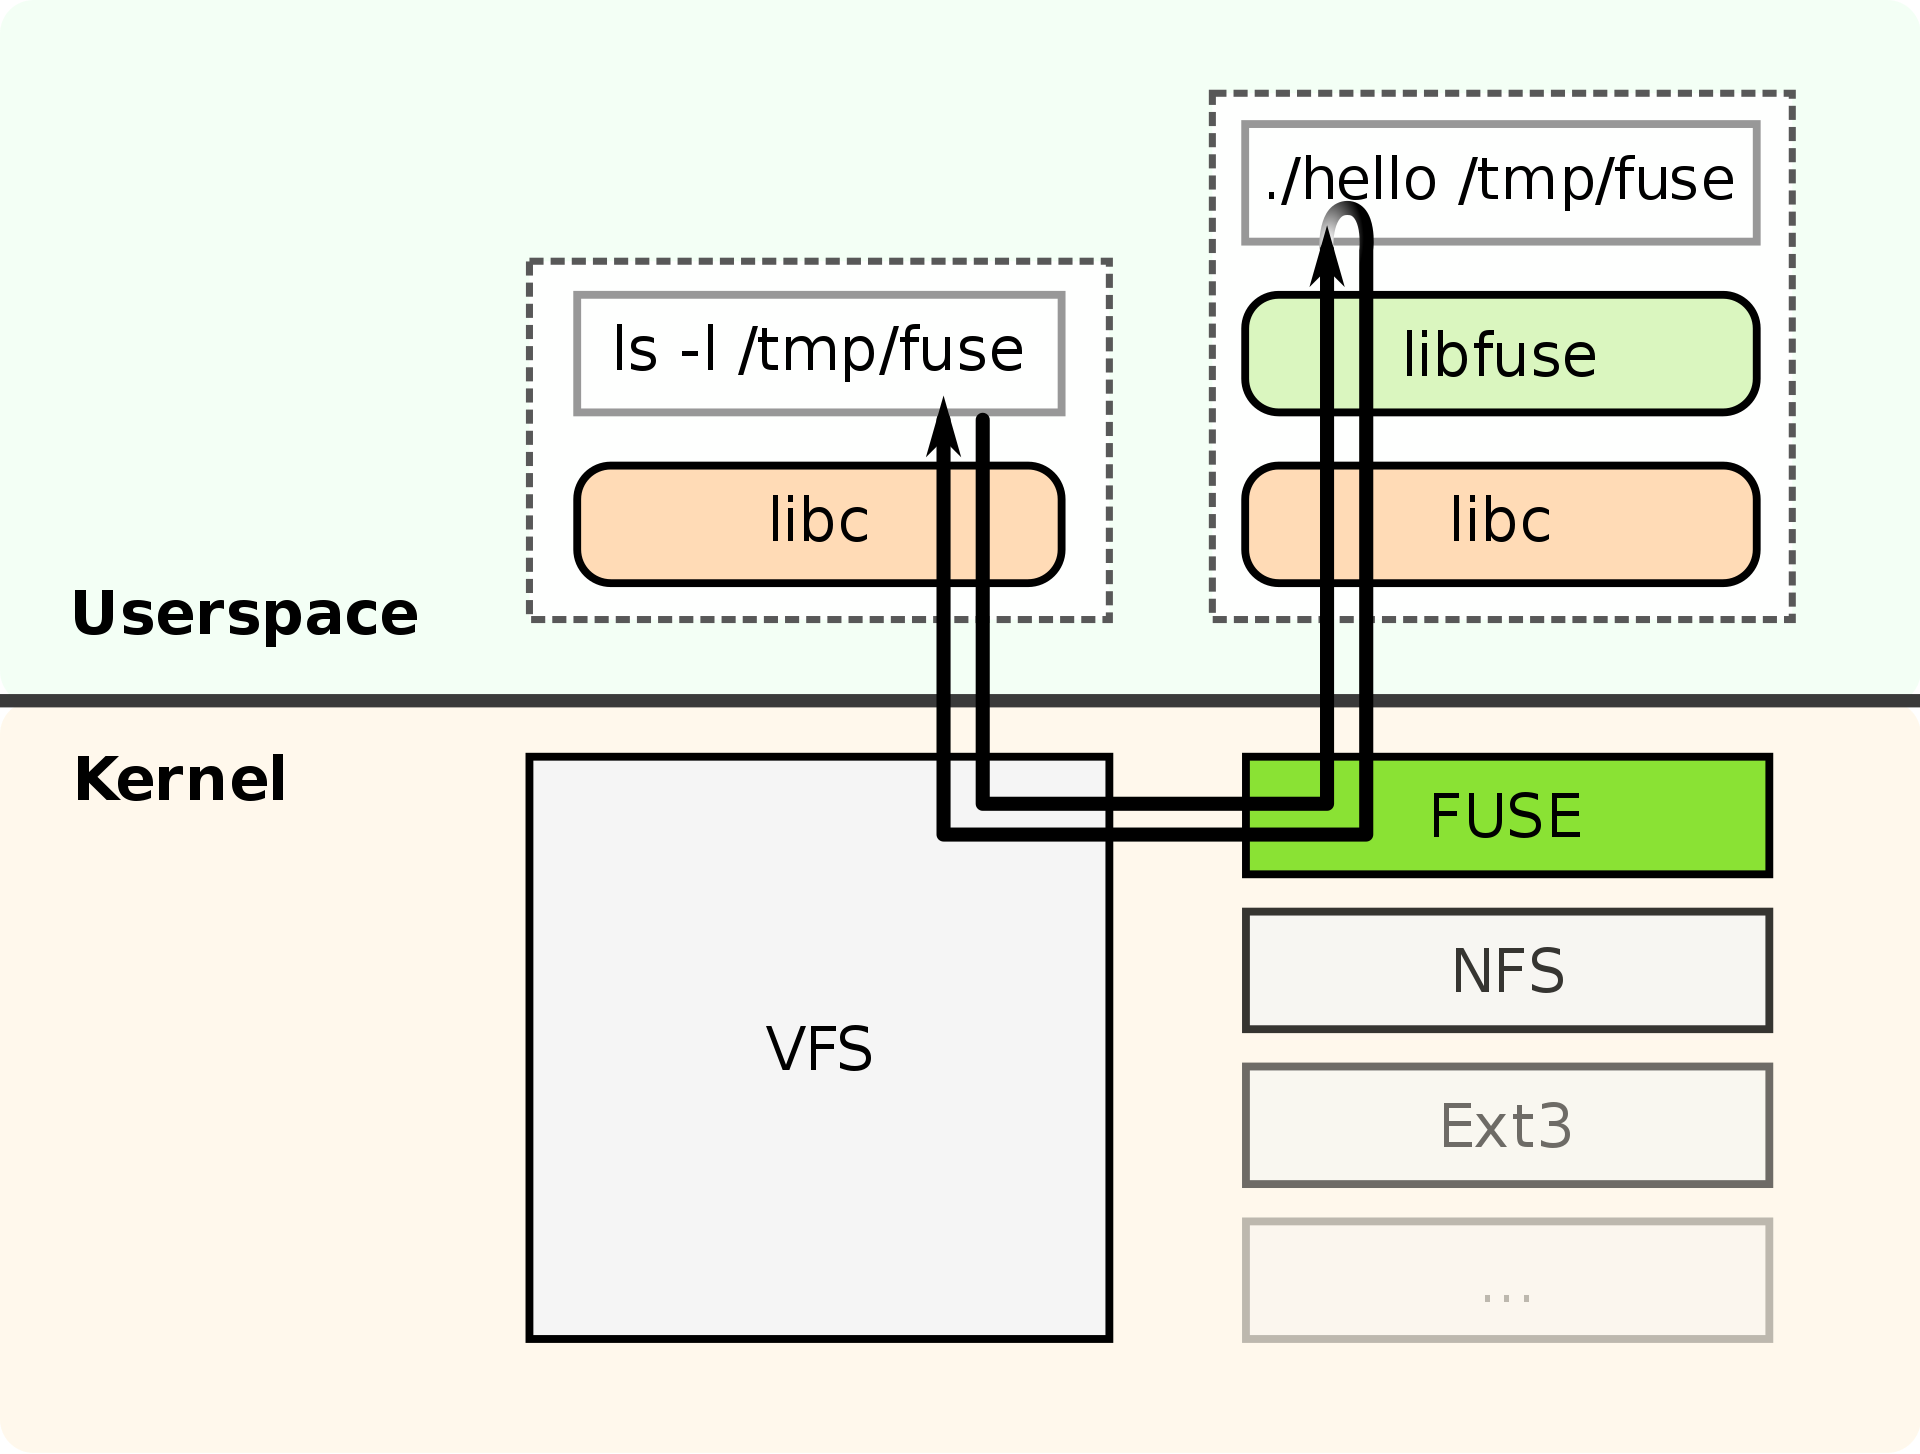 ./hello /tmp/fuse
ls -l /tmp/fuse
libfuse
libc
libc
Userspace
Kernel
FUSE
NFS
VFS
Ext3
...